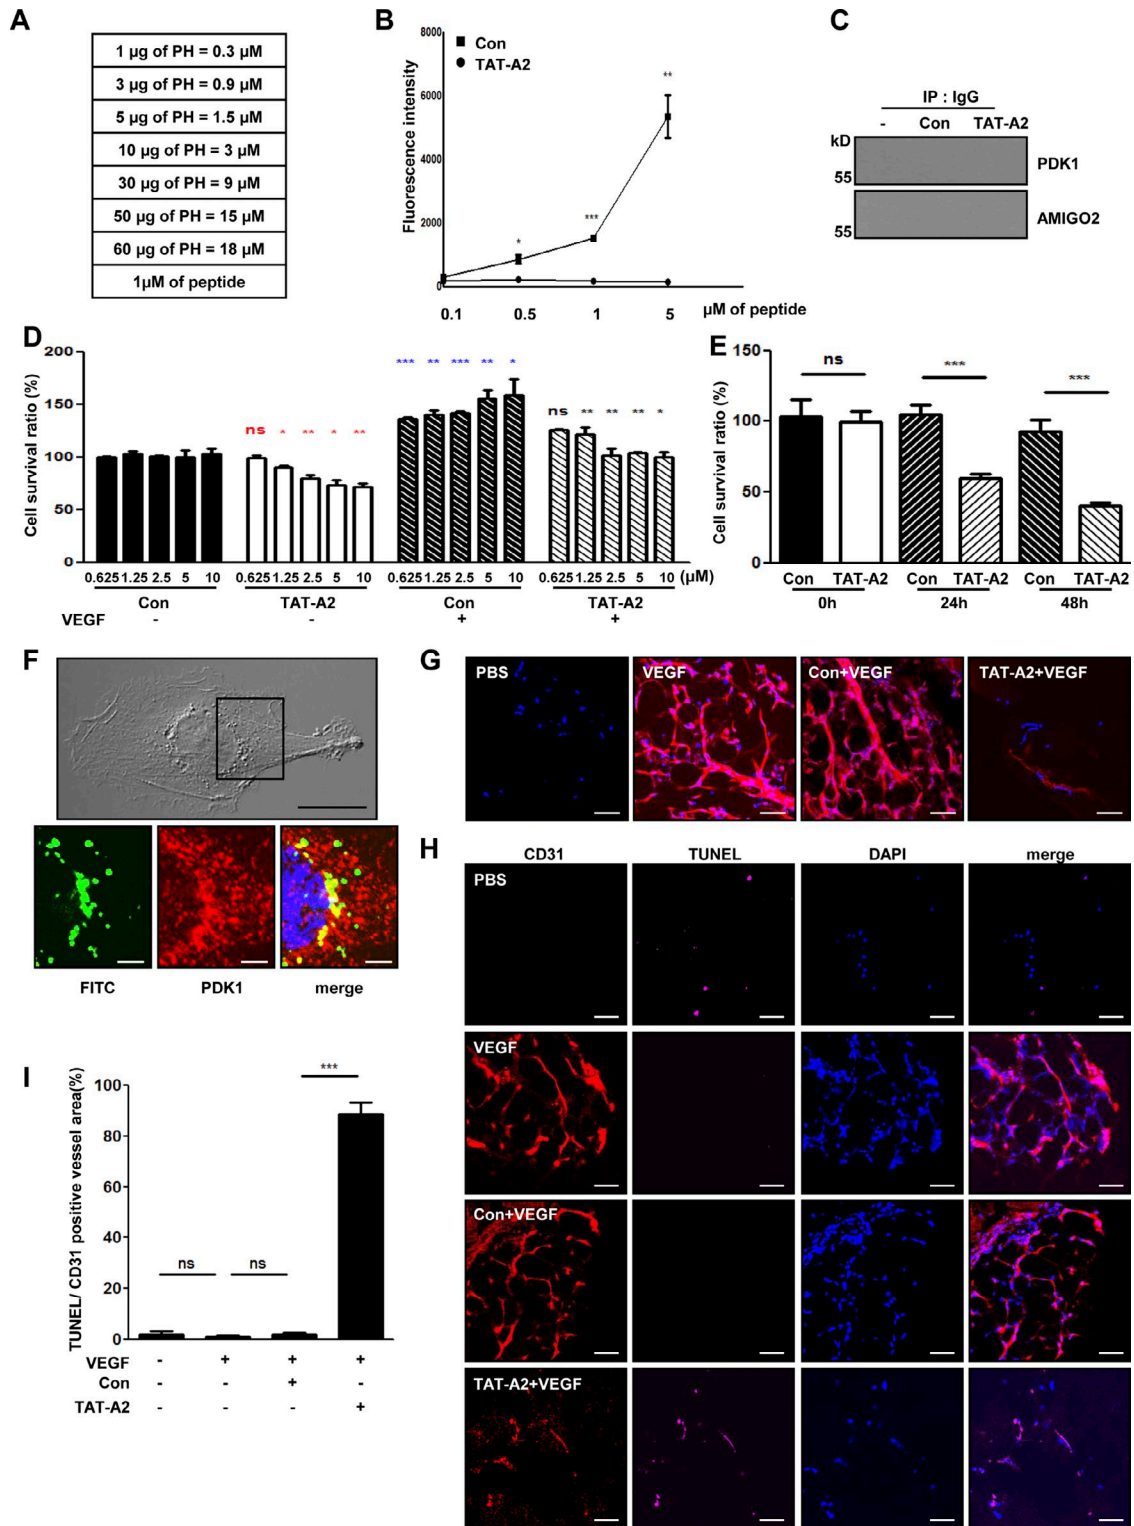 A
1 µg of PH = 0.3 µM
3 µg of PH = 0.9 µM
5 µg of PH = 1.5 µM
10 µg of PH = 3 µM
30 µg of PH = 9 µM
50 µg of PH = 15 µM
60 µg of PH = 18 µM
1µM of peptide
B
Fluorescence intensity
8000
6000
4000
2000
0
Con
TAT-A2
*
***
**
0.1 0.5 1 5 µM of peptide
C
IP : IgG
- Con TAT-A2
kD
55 PDK1
55 AMIGO2
D
Cell survival ratio (%)
200
150
100
50
0
ns * ** * **
*** ** *** ** *
ns ** ** ** *
0.625 1.25 2.5 5 10 0.625 1.25 2.5 5 10 0.625 1.25 2.5 5 10 0.625 1.25 2.5 5 10 (µM)
Con TAT-A2 Con TAT-A2
VEGF - - + +
E
Cell survival ratio (%)
150
100
50
0
ns *** ***
Con TAT-A2 Con TAT-A2 Con TAT-A2
0h 24h 48h
F
FITC PDK1 merge
G
PBS VEGF Con+VEGF TAT-A2+VEGF
H
CD31 TUNEL DAPI merge
PBS
VEGF
Con+VEGF
TAT-A2+VEGF
I
TUNEL/ CD31 positive vessel area(%)
100
80
60
40
20
0
ns ns ***
VEGF - + + +
Con - - + -
TAT-A2 - - - +